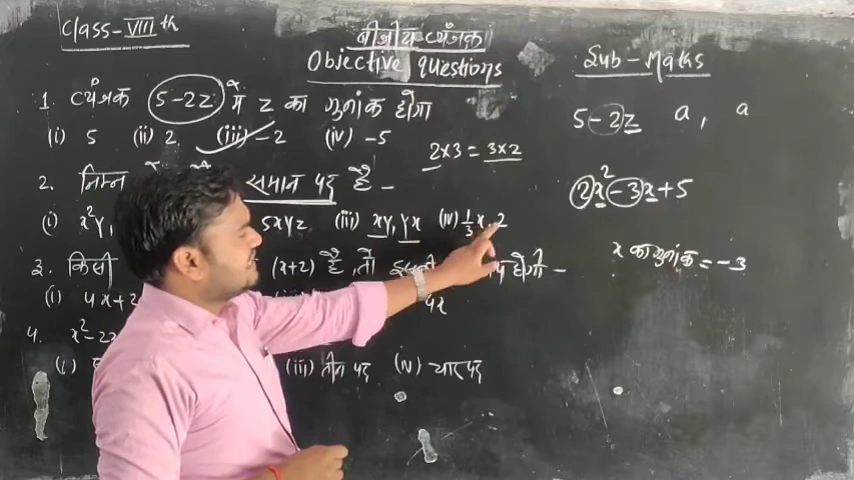 Class-VIII th
बीजीय व्यंजक
Objective questions
Sub-Maths
1. व्यंजक (5-2z) में z का गुनांक होगा
(i) 5 (ii) 2 (iii) -2 (iv) -5
2. निम्न समान पद है -
(i) x²y, 5xyz (iii) xy, yx (iv) 1/3 x, 2
3. किसी (x+2) है तो होगी -
(i) 4x+2 4x
4. x²-2x
(i) (iii) तीन पद (iv) चार पद
2x3 = 3x2
5-2z a, a
2x²-3x+5
x का गुनांक = -3